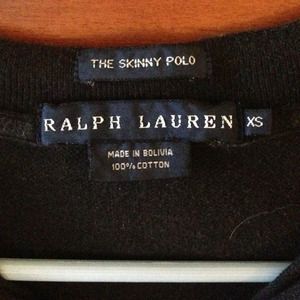 THE SKINNY POLO
RALPH LAUREN XS
MADE IN BOLIVIA
100% COTTON